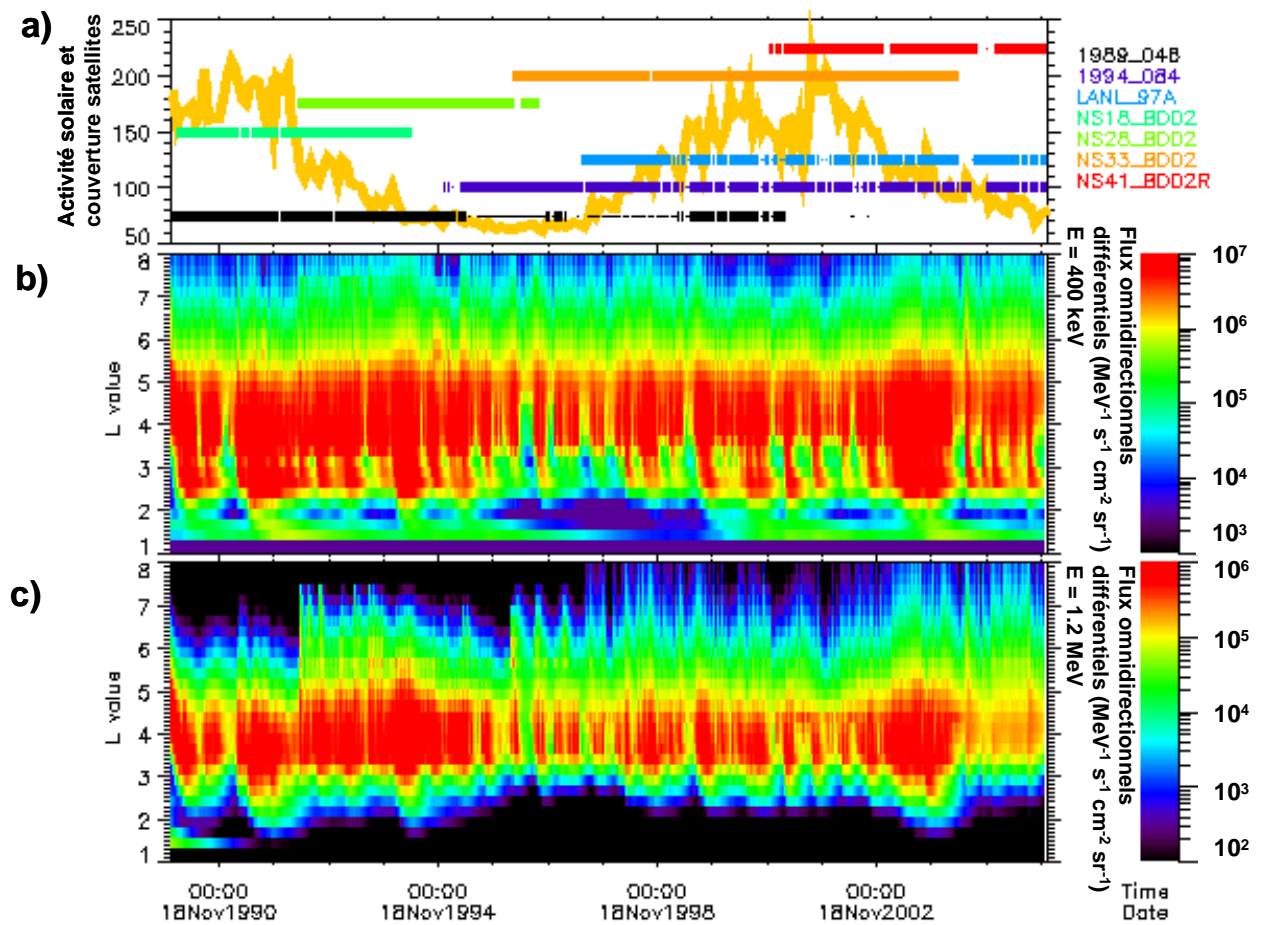 a)
Activité solaire et
couverture satellites
250
200
150
100
50
1989_046
1994_084
LANL_97A
NS18_BDD2
NS28_BDD2
NS33_BDD2
NS41_BDD2R
b)
L value
8
7
6
5
4
3
2
1
Flux omnidirectionnels
différentiels (MeV-1 s-1 cm-2 sr-1)
E = 400 keV
10⁷
10⁶
10⁵
10⁴
10³
c)
L value
8
7
6
5
4
3
2
1
Flux omnidirectionnels
différentiels (MeV-1 s-1 cm-2 sr-1)
E = 1.2 MeV
10⁶
10⁵
10⁴
10³
10²
00:00 00:00 00:00 00:00 Time
18Nov1990 18Nov1994 18Nov1998 18Nov2002 Date